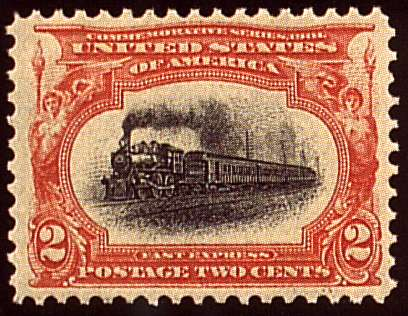 COMMEMORATIVE SERIES, 1901
UNITED STATES
OF AMERICA
FAST EXPRESS
2 2
POSTAGE TWO CENTS